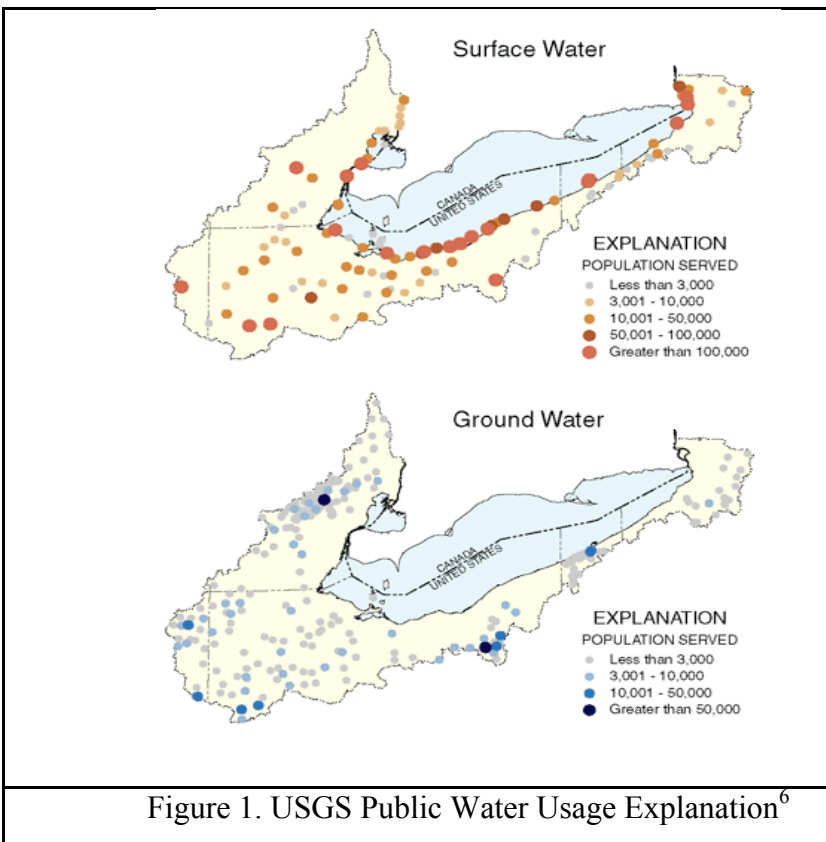 Surface Water
CANADA
UNITED STATES
EXPLANATION
POPULATION SERVED
Less than 3,000
3,001 - 10,000
10,001 - 50,000
50,001 - 100,000
Greater than 100,000
Ground Water
CANADA
UNITED STATES
EXPLANATION
POPULATION SERVED
Less than 3,000
3,001 - 10,000
10,001 - 50,000
Greater than 50,000
Figure 1. USGS Public Water Usage Explanation⁶